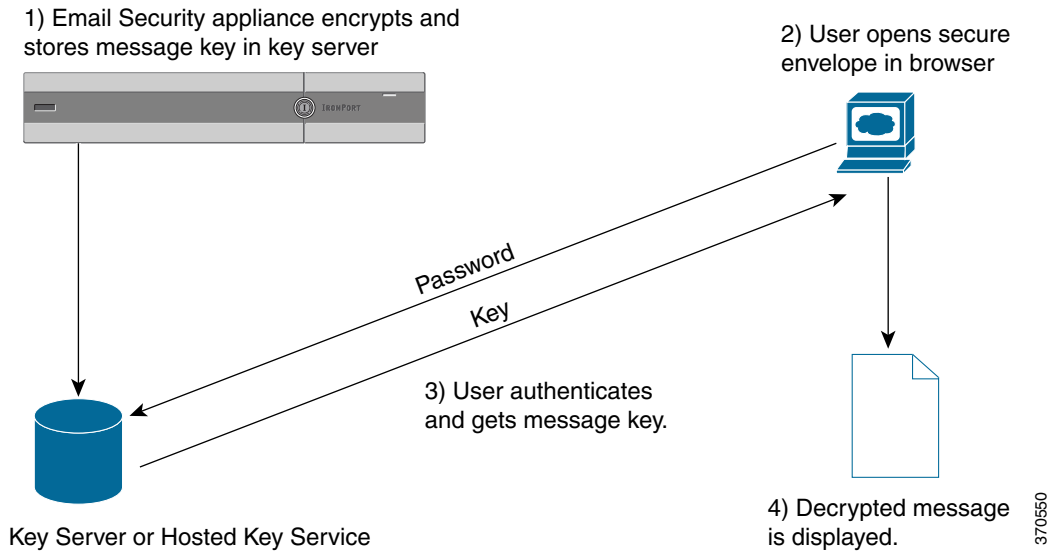 1) Email Security appliance encrypts and
stores message key in key server
2) User opens secure
envelope in browser
IRONPORT
Password
Key
3) User authenticates
and gets message key.
Key Server or Hosted Key Service
4) Decrypted message
is displayed.
370550